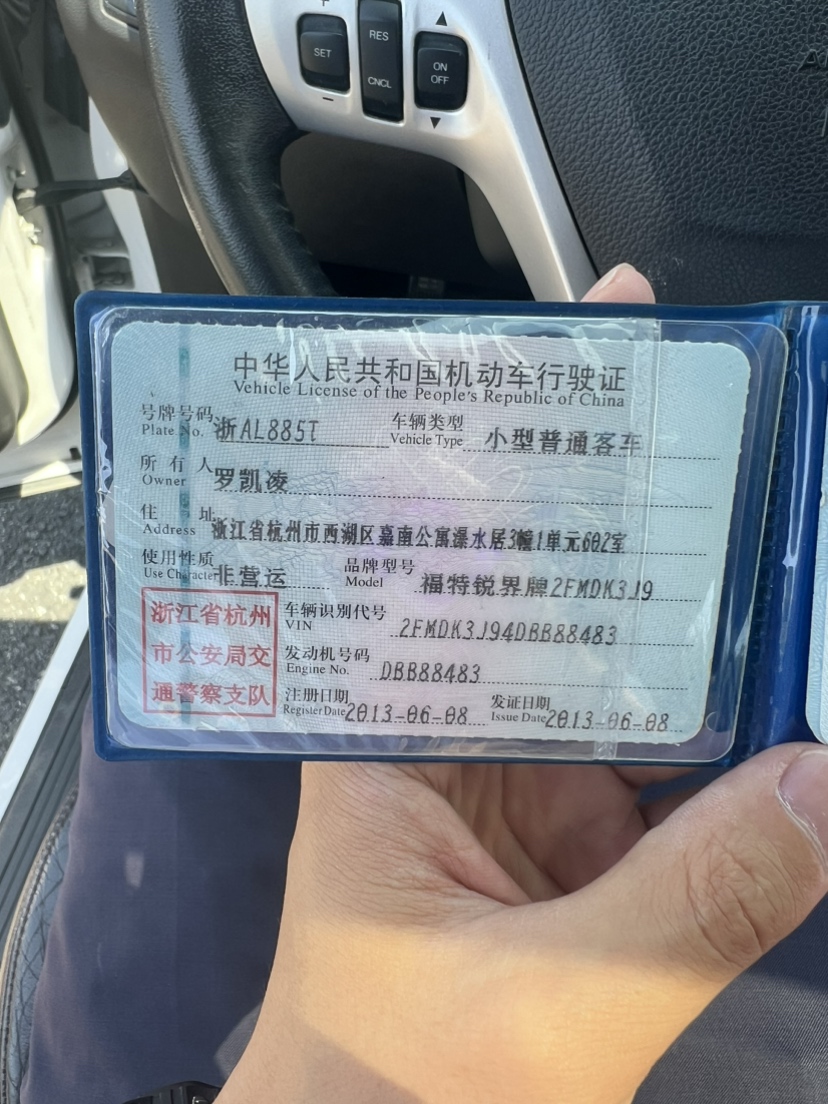 +
SET
−
RES
CNCL
▲
ON
OFF
▼
中华人民共和国机动车行驶证
Vehicle License of the People's Republic of China
号牌号码 浙AL885T 车辆类型 小型普通客车
Plate No. Vehicle Type
所有人 罗凯凌
Owner
住址 浙江省杭州市西湖区嘉南公寓澡水居3幢1单元602室
Address
使用性质 非营运 品牌型号 福特锐界牌2FMDK3J9
Use Character Model
浙江省杭州
市公安局交
通警察支队
车辆识别代号 2FMDK3J94DBB88483
VIN
发动机号码 DBB88483
Engine No.
注册日期 2013-06-08 发证日期 2013-06-08
Register Date Issue Date